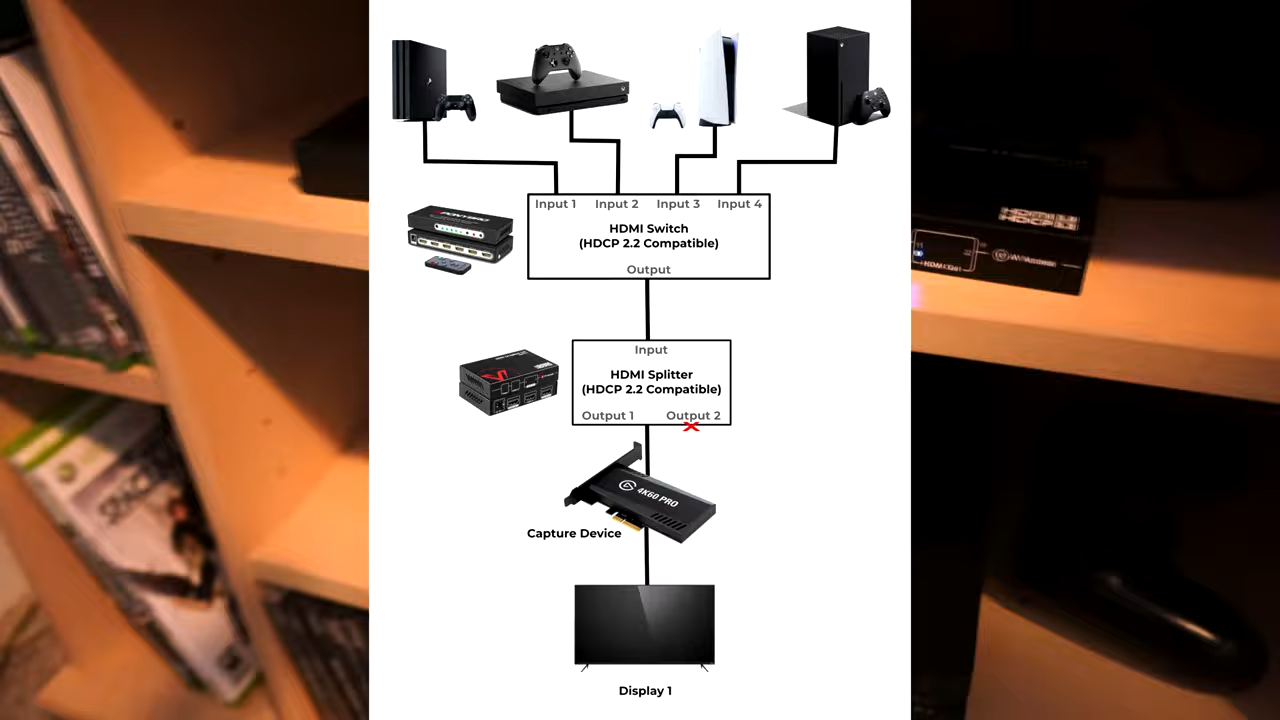 Input 1
Input 2
Input 3
Input 4
HDMI Switch
(HDCP 2.2 Compatible)
Output
Input
HDMI Splitter
(HDCP 2.2 Compatible)
Output 1
Output 2
4K60 PRO
Capture Device
Display 1